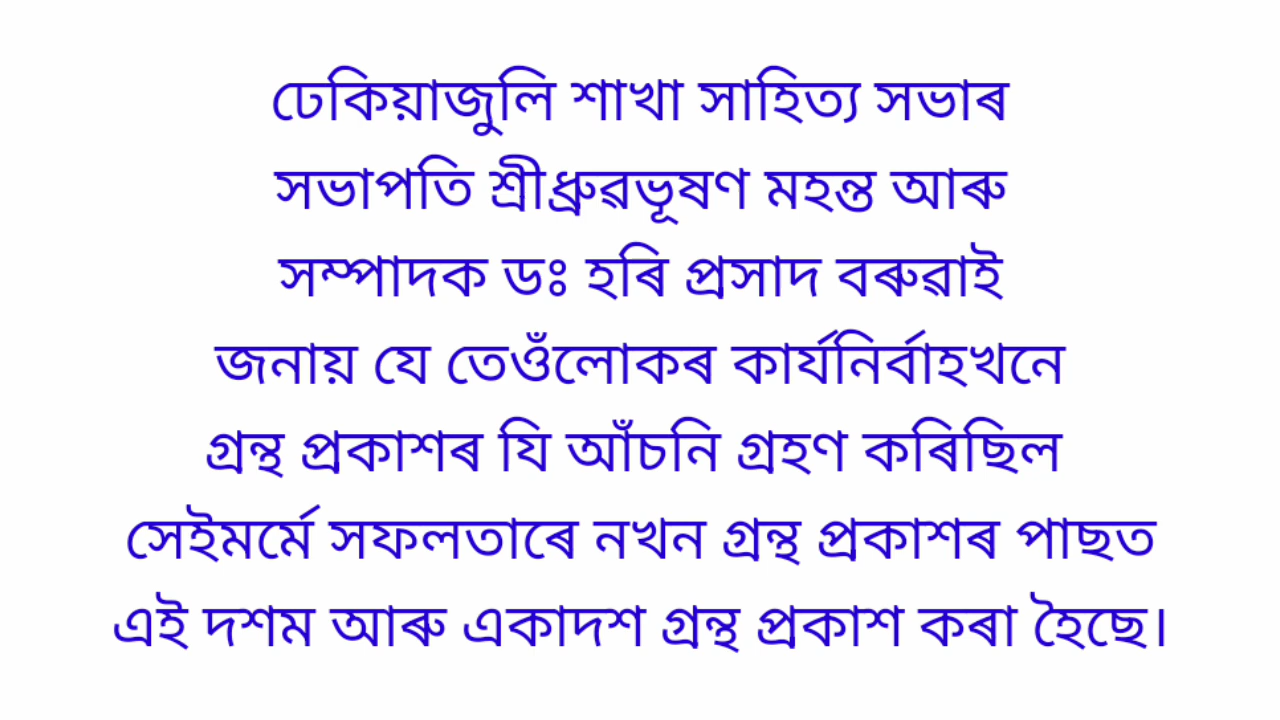 ঢেকিয়াজুলি শাখা সাহিত্য সভাৰ
সভাপতি শ্ৰীধ্ৰুৱভূষণ মহন্ত আৰু
সম্পাদক ডঃ হৰি প্ৰসাদ বৰুৱাই
জনায় যে তেওঁলোকৰ কাৰ্যনিৰ্বাহখনে
গ্ৰন্থ প্ৰকাশৰ যি আঁচনি গ্ৰহণ কৰিছিল
সেইমৰ্মে সফলতাৰে নখন গ্ৰন্থ প্ৰকাশৰ পাছত
এই দশম আৰু একাদশ গ্ৰন্থ প্ৰকাশ কৰা হৈছে।